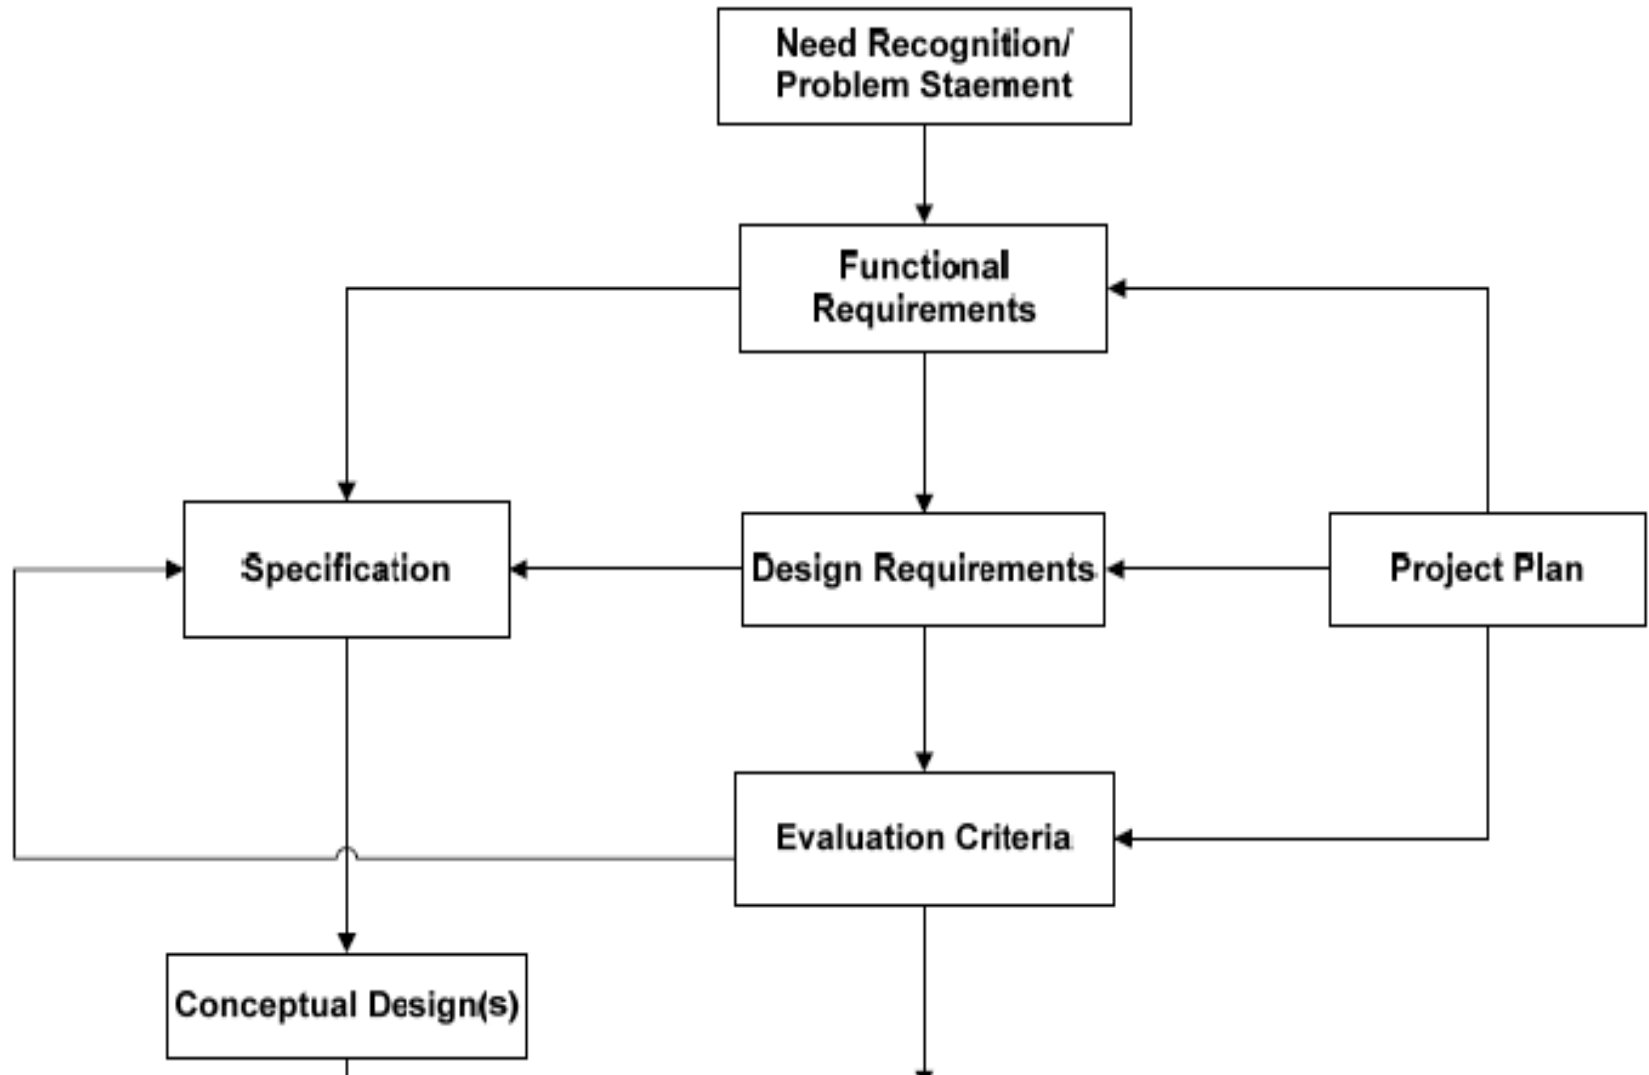 Need Recognition/
Problem Staement
Functional
Requirements
Specification
Design Requirements
Project Plan
Evaluation Criteria
Conceptual Design(s)